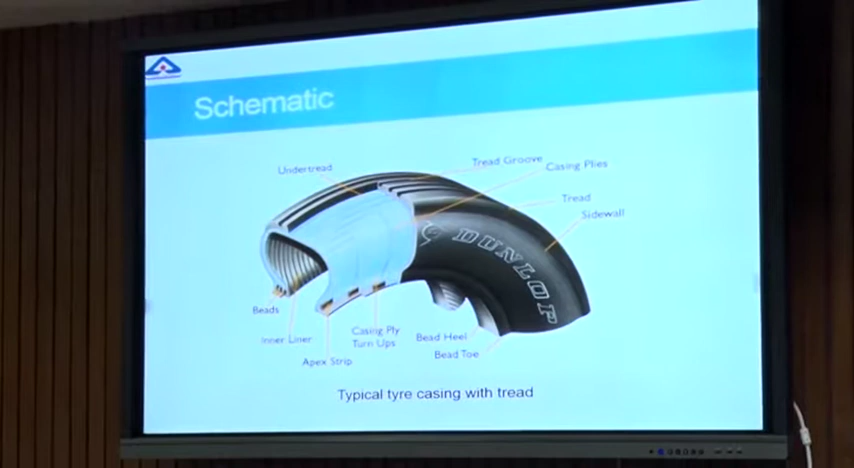 Schematic
Undertread
Tread Groove
Casing Plies
Tread
Sidewall
DUNLOP
Beads
Inner Liner
Apex Strip
Casing Ply
Turn Ups
Bead Heel
Bead Toe
Typical tyre casing with tread